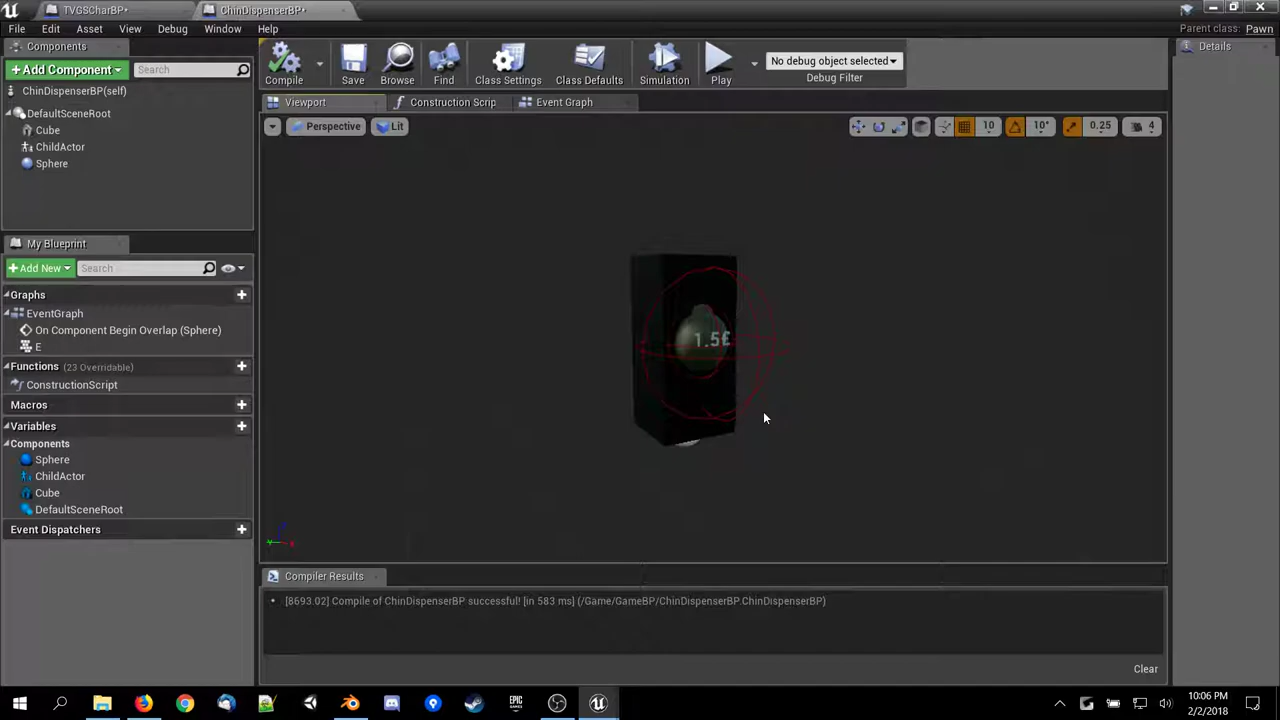 TVGSCharBP*
ChinDispenserBP*
File Edit Asset View Debug Window Help
Parent class: Pawn
Components
+Add Component
Search
ChinDispenserBP(self)
DefaultSceneRoot
Cube
ChildActor
Sphere
Compile
Save
Browse
Find
Class Settings
Class Defaults
Simulation
Play
No debug object selected
Debug Filter
Details
Viewport
Construction Scrip
Event Graph
Perspective
Lit
10
10°
0.25
4
1.5£
My Blueprint
+Add New
Search
Graphs
EventGraph
On Component Begin Overlap (Sphere)
E
Functions (23 Overridable)
ConstructionScript
Macros
Variables
Components
Sphere
ChildActor
Cube
DefaultSceneRoot
Event Dispatchers
Compiler Results
[8693.02] Compile of ChinDispenserBP successful! [in 583 ms] (/Game/GameBP/ChinDispenserBP.ChinDispenserBP)
Clear
10:06 PM
2/2/2018